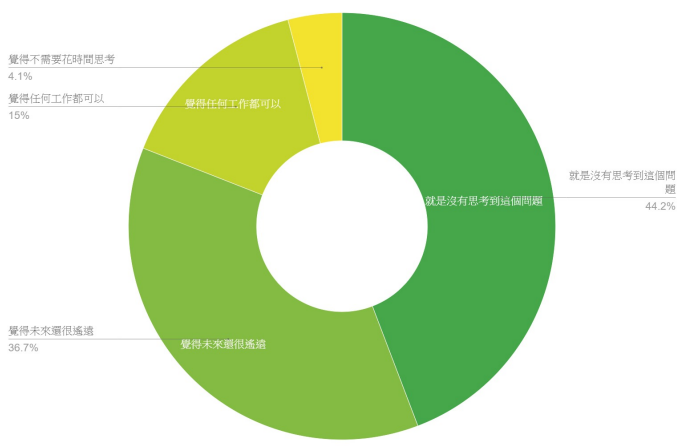 覺得不需要花時間思考
4.1%
覺得任何工作都可以
15%
覺得任何工作都可以
就是沒有思考到這個問
題
44.2%
就是沒有思考到這個問題
覺得未來還很遙遠
36.7%
覺得未來還很遙遠